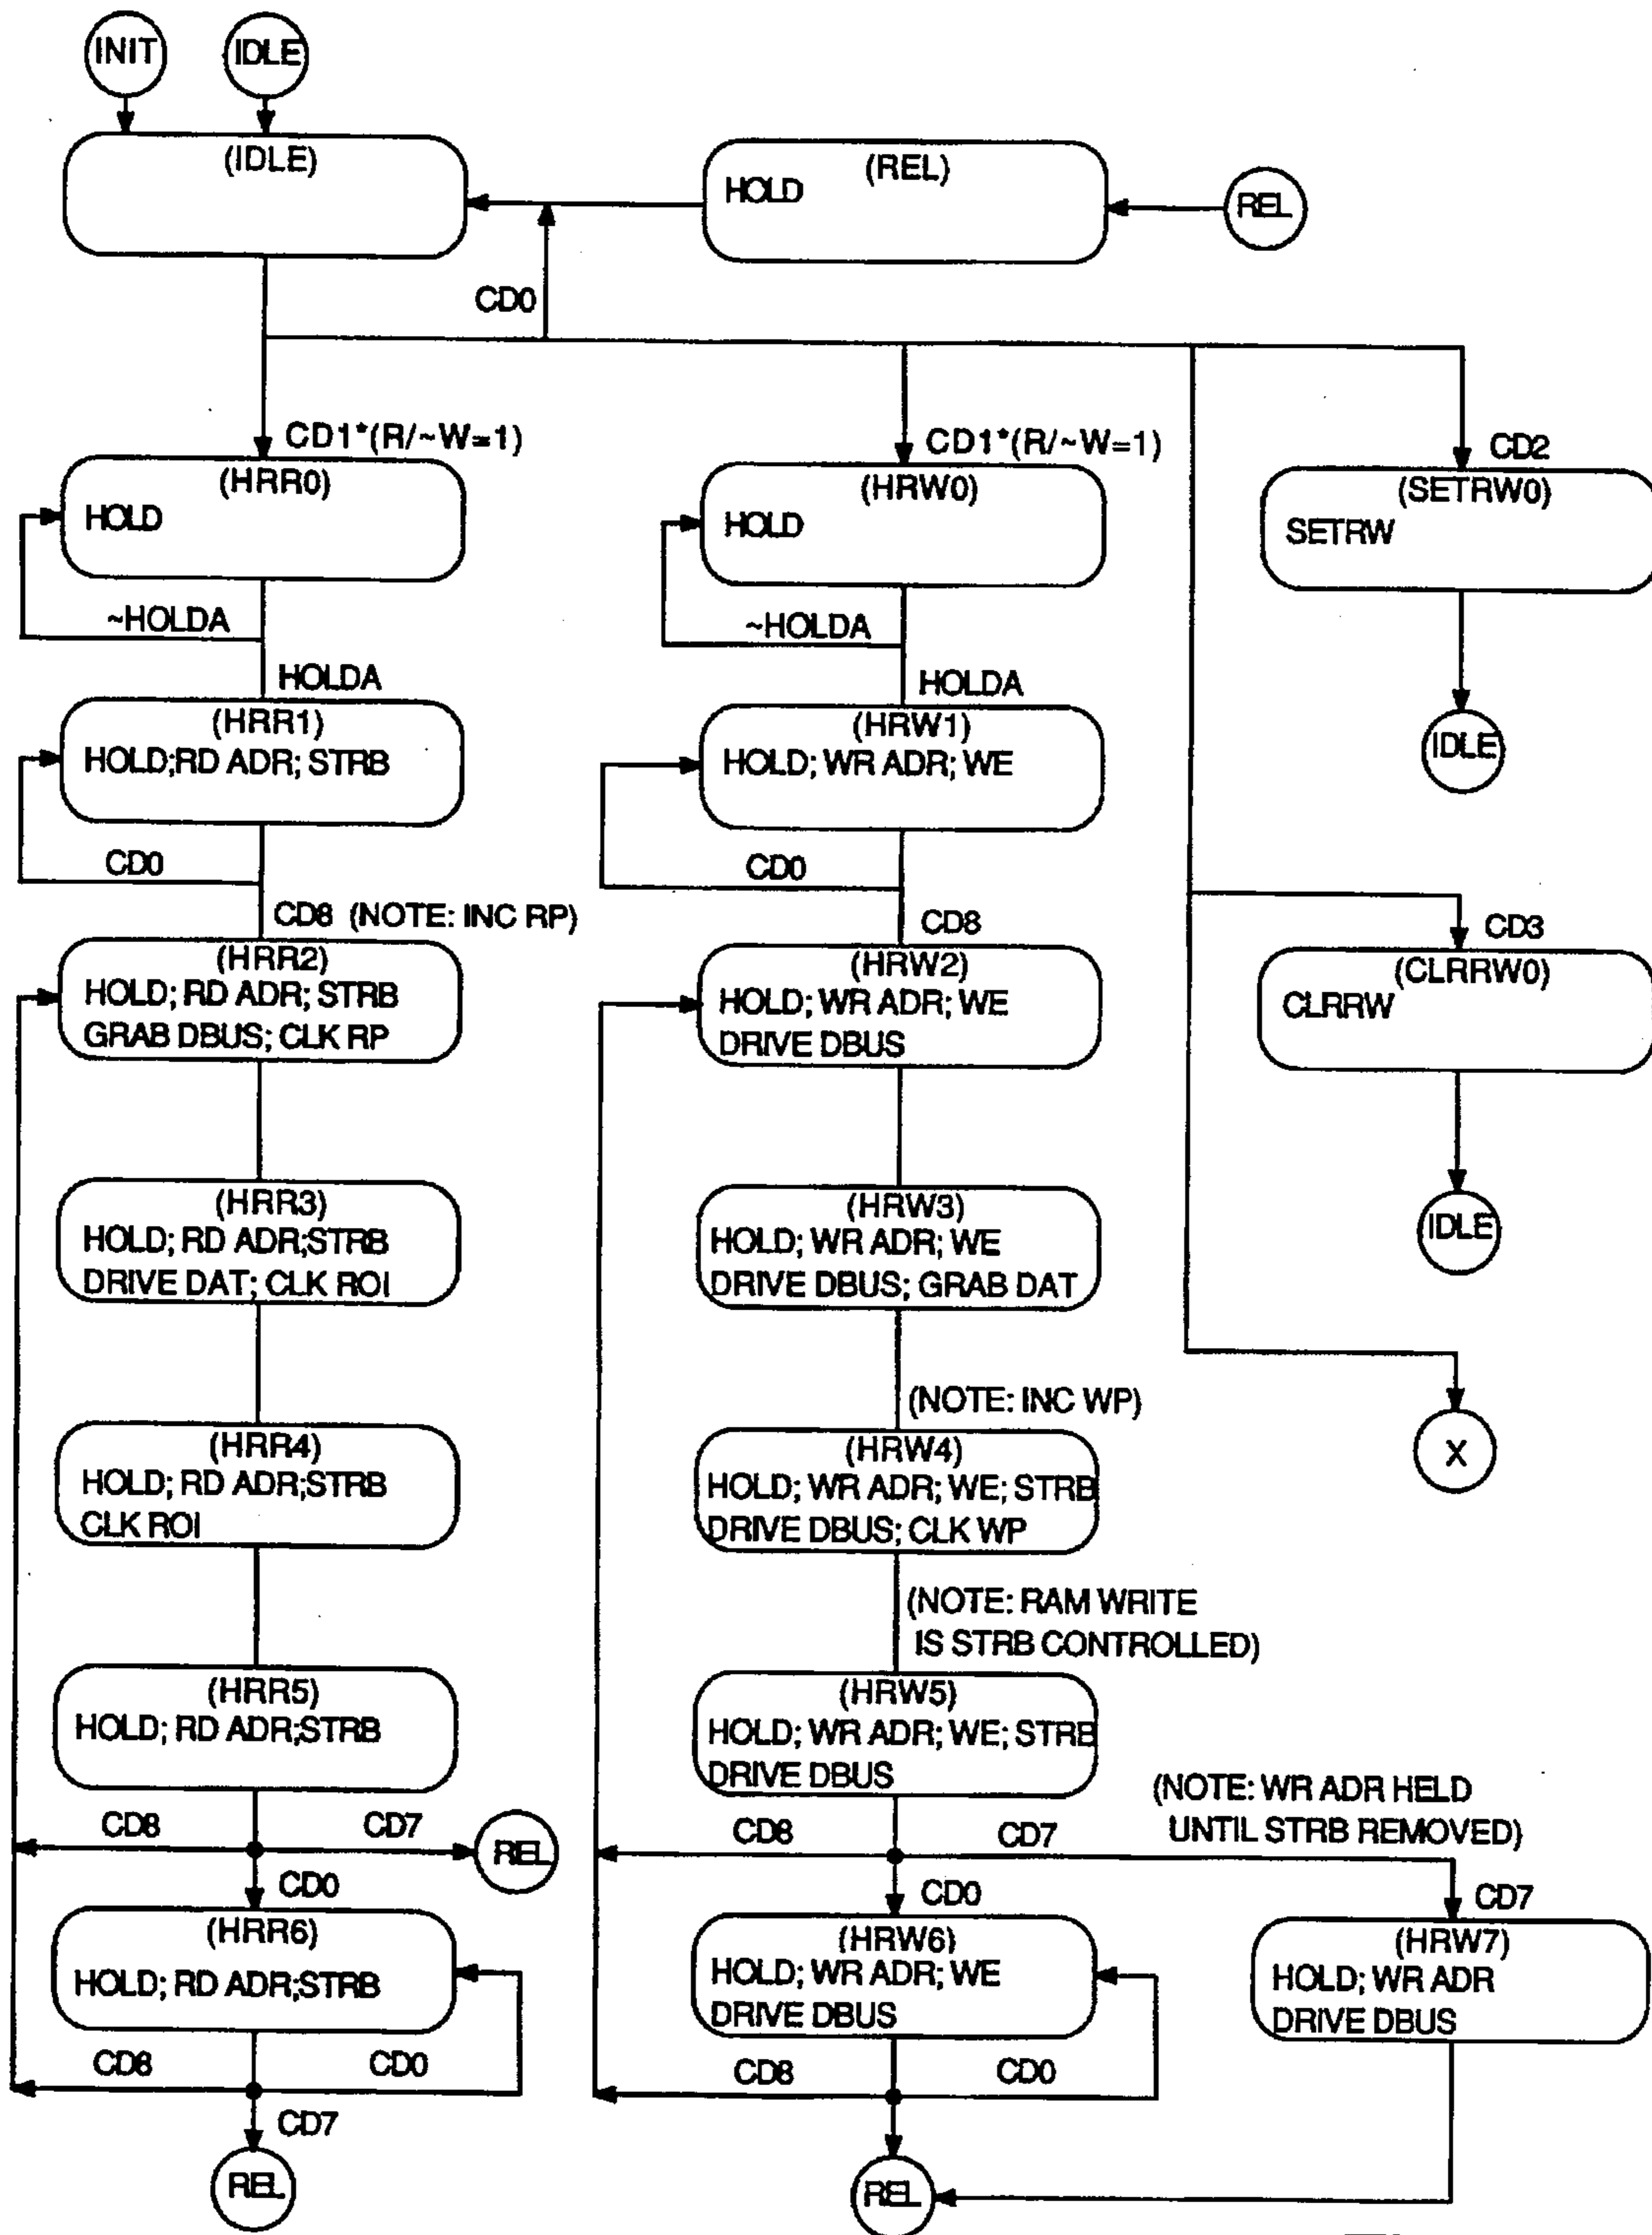 INIT
IDLE
(IDLE)
(REL)
HOLD
REL
CD0
CD1*(R/~W=1)
CD1*(R/~W=1)
CD2
(HRR0)
HOLD
(HRW0)
HOLD
(SETRW0)
SETRW
~HOLDA
~HOLDA
HOLDA
HOLDA
IDLE
(HRR1)
HOLD;RD ADR; STRB
(HRW1)
HOLD; WR ADR; WE
CD0
CD0
CD8 (NOTE: INC RP)
CD8
CD3
(HRR2)
HOLD; RD ADR; STRB
GRAB DBUS; CLK RP
(HRW2)
HOLD; WR ADR; WE
DRIVE DBUS
(CLRRW0)
CLRRW
IDLE
(HRR3)
HOLD; RD ADR;STRB
DRIVE DAT; CLK ROI
(HRW3)
HOLD; WR ADR; WE
DRIVE DBUS; GRAB DAT
(NOTE: INC WP)
X
(HRR4)
HOLD; RD ADR;STRB
CLK ROI
(HRW4)
HOLD; WR ADR; WE; STRB
DRIVE DBUS; CLK WP
(NOTE: RAM WRITE
IS STRB CONTROLLED)
(HRR5)
HOLD; RD ADR;STRB
(HRW5)
HOLD; WR ADR; WE; STRB
DRIVE DBUS
(NOTE: WR ADR HELD
UNTIL STRB REMOVED)
CD8
CD7
REL
CD0
CD8
CD7
CD0
CD7
(HRR6)
HOLD; RD ADR;STRB
(HRW6)
HOLD; WR ADR; WE
DRIVE DBUS
(HRW7)
HOLD; WR ADR
DRIVE DBUS
CD8
CD0
CD7
REL
CD8
CD0
REL